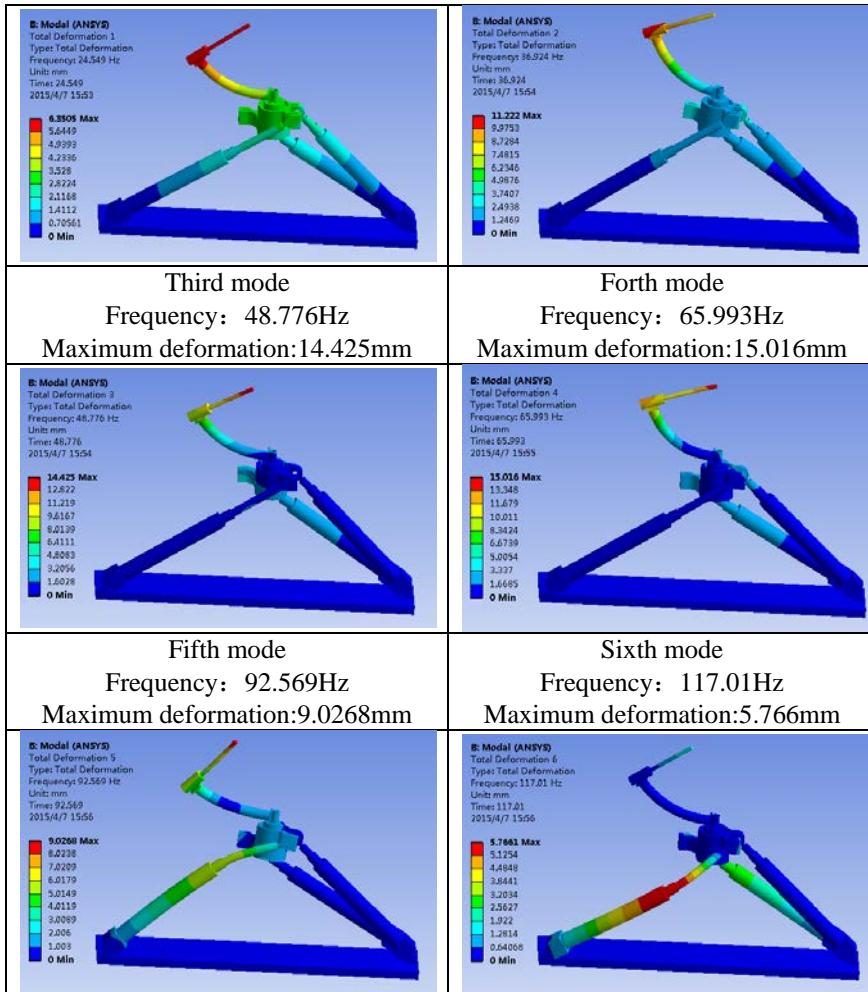 B: Modal (ANSYS)
Total Deformation 1
Type: Total Deformation
Frequency: 24.549 Hz
Unit: mm
Time: 24.549
2015/4/7 15:53
6.3505 Max
5.6449
4.9393
4.2336
3.528
2.8224
2.1168
1.4112
0.70561
0 Min
B: Modal (ANSYS)
Total Deformation 2
Type: Total Deformation
Frequency: 36.924 Hz
Unit: mm
Time: 36.924
2015/4/7 15:54
11.222 Max
9.9753
8.7284
7.4815
6.2346
4.9876
3.7407
2.4938
1.2469
0 Min
Third mode
Frequency：48.776Hz
Maximum deformation:14.425mm
Forth mode
Frequency：65.993Hz
Maximum deformation:15.016mm
B: Modal (ANSYS)
Total Deformation 3
Type: Total Deformation
Frequency: 48.776 Hz
Unit: mm
Time: 48.776
2015/4/7 15:54
14.425 Max
12.822
11.219
9.6167
8.0139
6.4111
4.8083
3.2056
1.6028
0 Min
B: Modal (ANSYS)
Total Deformation 4
Type: Total Deformation
Frequency: 65.993 Hz
Unit: mm
Time: 65.993
2015/4/7 15:55
15.016 Max
13.348
11.679
10.011
8.3424
6.6739
5.0054
3.337
1.6685
0 Min
Fifth mode
Frequency：92.569Hz
Maximum deformation:9.0268mm
Sixth mode
Frequency：117.01Hz
Maximum deformation:5.766mm
B: Modal (ANSYS)
Total Deformation 5
Type: Total Deformation
Frequency: 92.569 Hz
Unit: mm
Time: 92.569
2015/4/7 15:56
9.0268 Max
8.0238
7.0209
6.0179
5.0149
4.0119
3.0089
2.006
1.003
0 Min
B: Modal (ANSYS)
Total Deformation 6
Type: Total Deformation
Frequency: 117.01 Hz
Unit: mm
Time: 117.01
2015/4/7 15:56
5.7661 Max
5.1254
4.4848
3.8441
3.2034
2.5627
1.922
1.2814
0.64068
0 Min